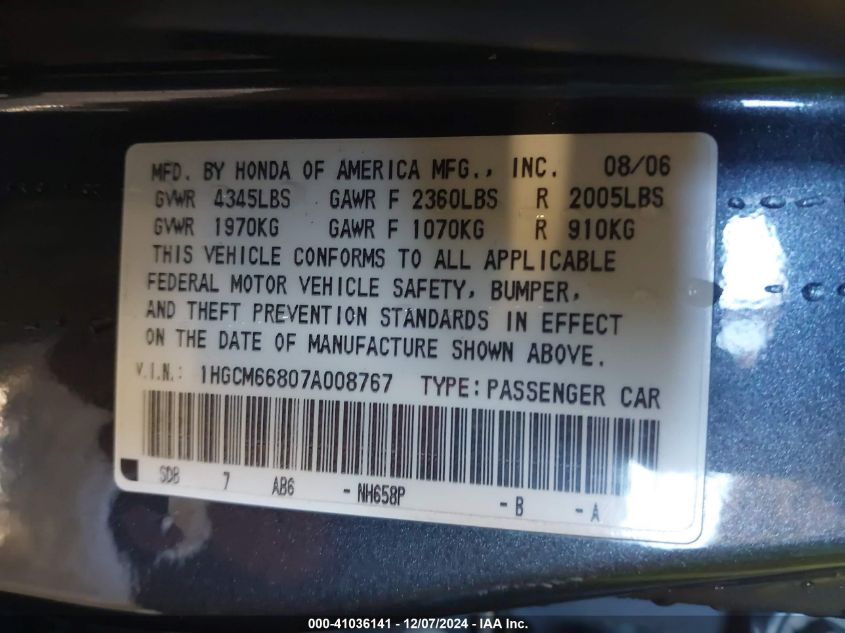 MFD. BY HONDA OF AMERICA MFG., INC. 08/06
GVWR 4345LBS GAWR F 2360LBS R 2005LBS
GVWR 1970KG GAWR F 1070KG R 910KG
THIS VEHICLE CONFORMS TO ALL APPLICABLE
FEDERAL MOTOR VEHICLE SAFETY, BUMPER,
AND THEFT PREVENTION STANDARDS IN EFFECT
ON THE DATE OF MANUFACTURE SHOWN ABOVE.
V.I.N.: 1HGCM66807A008767 TYPE:PASSENGER CAR
SDB 7 AB6 -NH658P -B -A
000-41036141 — 12/07/2024 — IAA Inc.